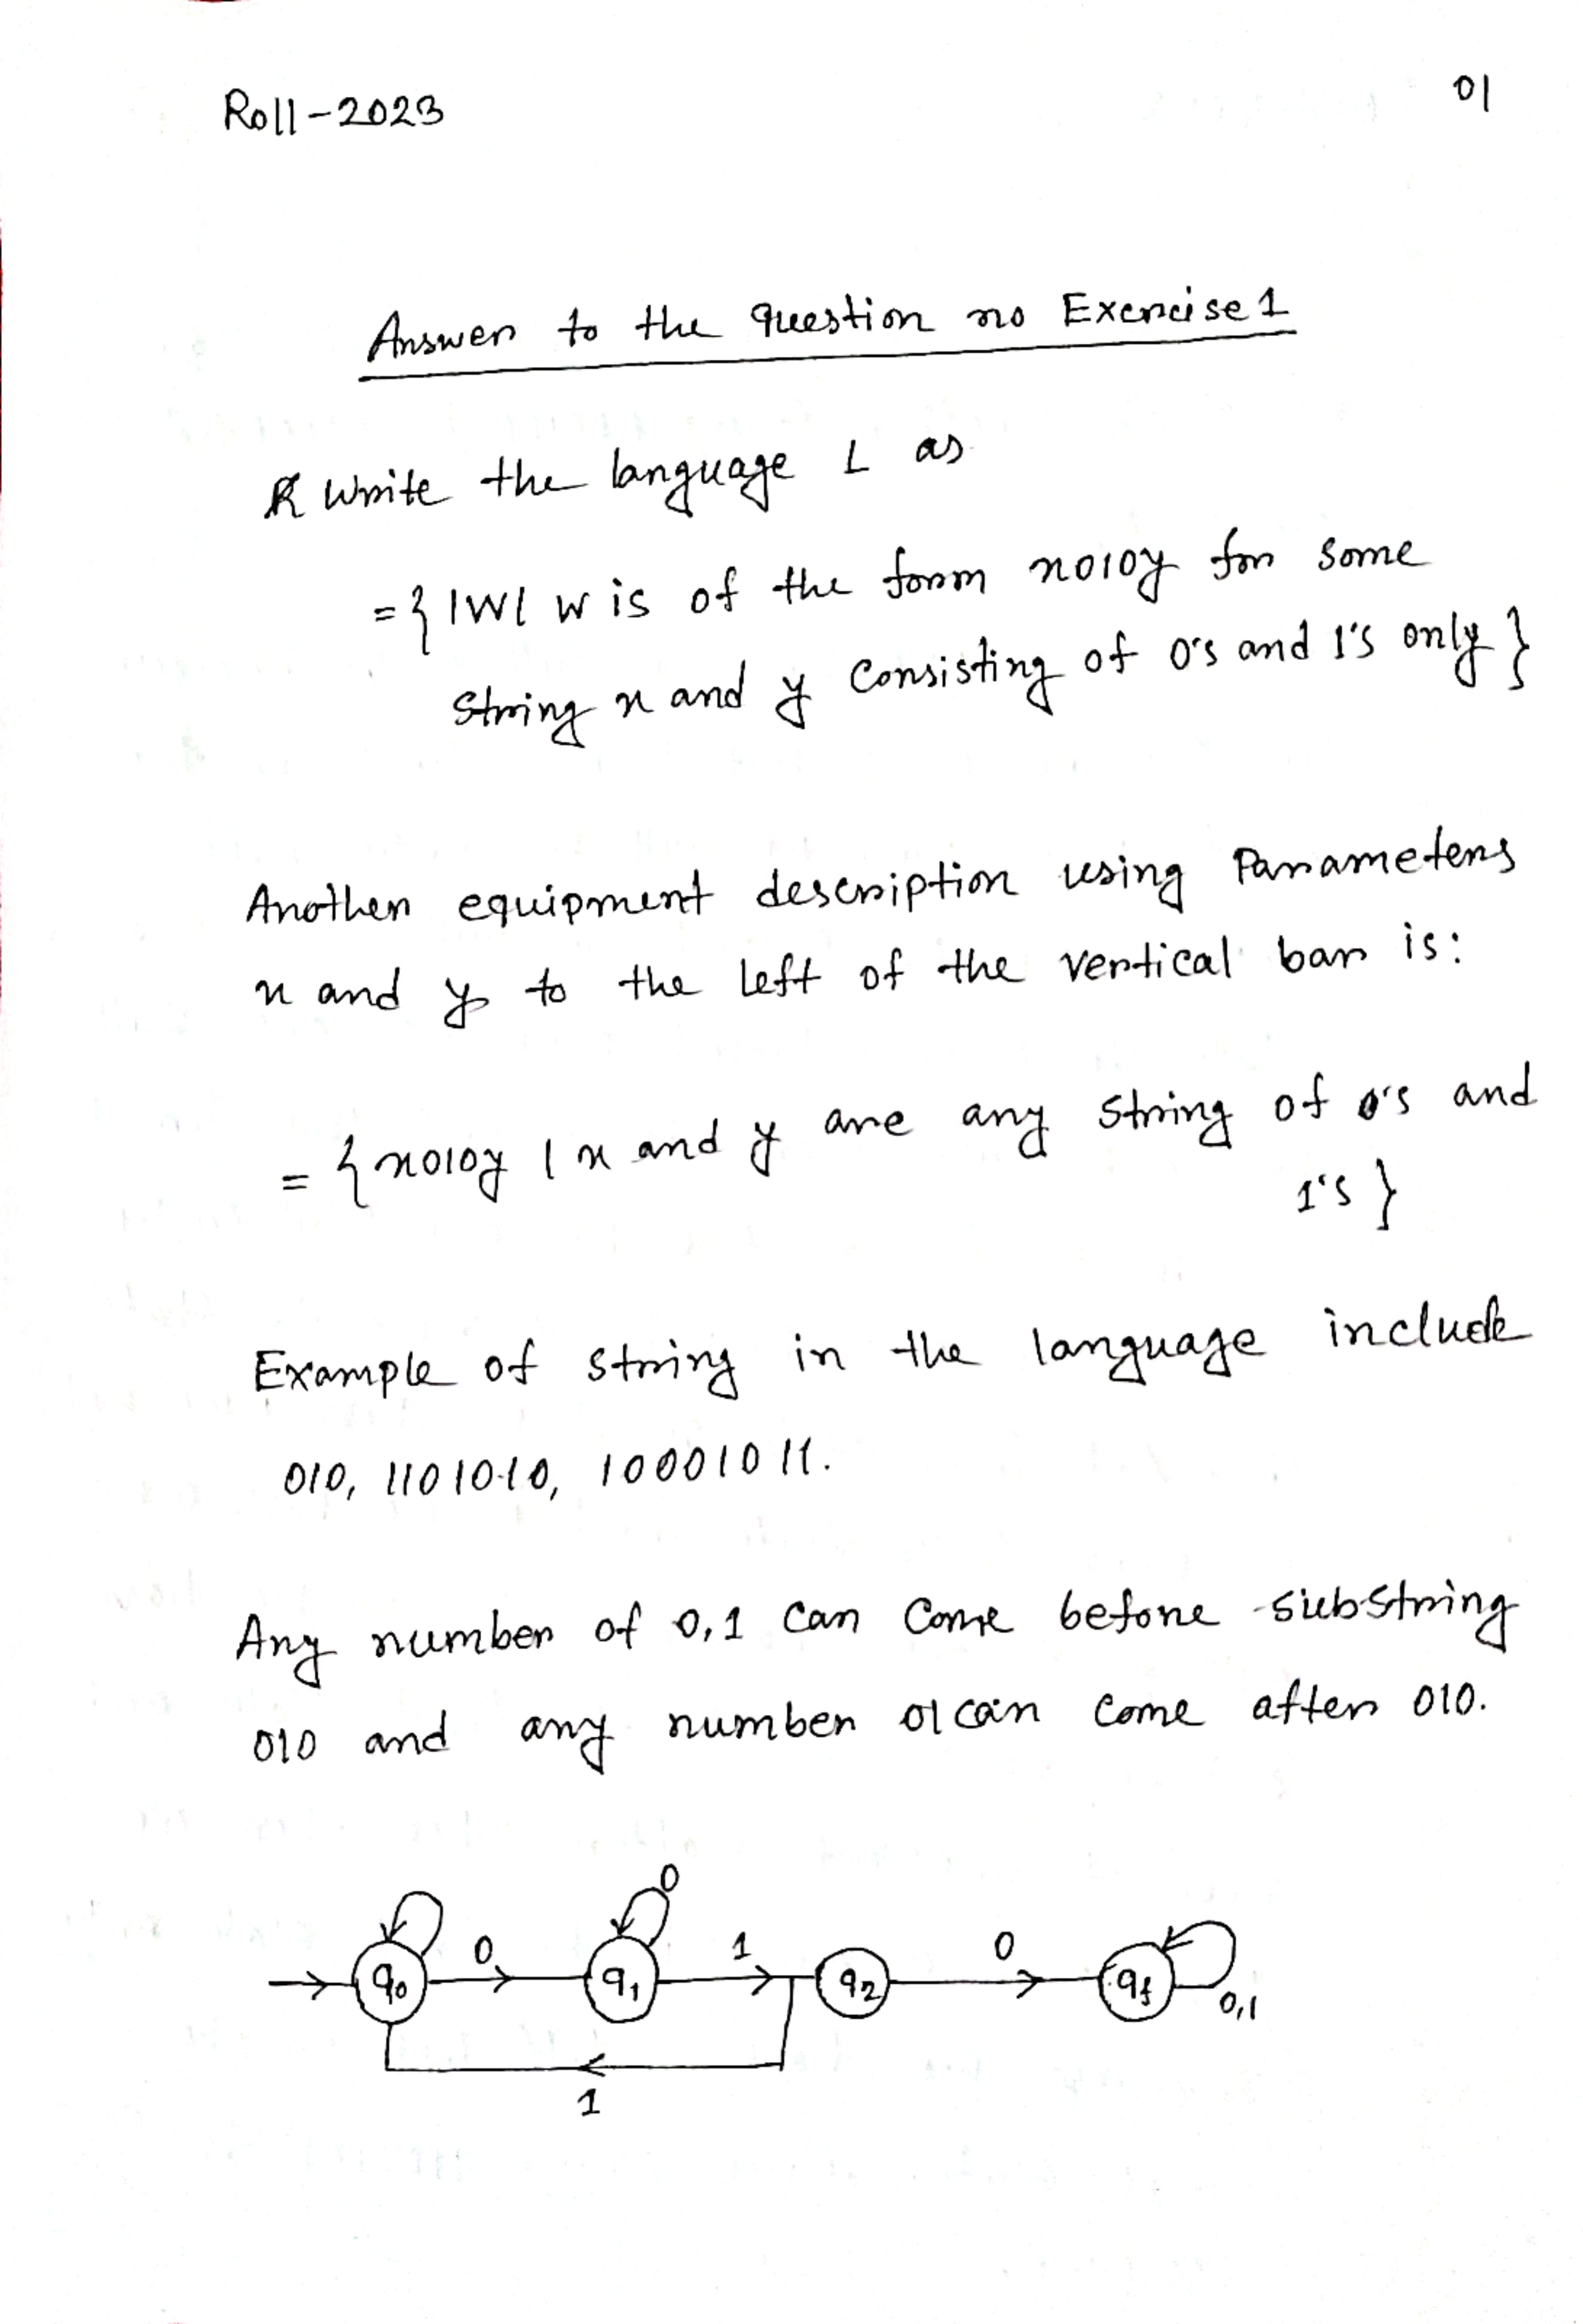 Roll-2023
01
Answer to the question no Exercise 1
Write the language L as
= { |W| w is of the form x010y for some
string x and y consisting of 0's and 1's only }
Another equipment description using Parameters
x and y to the left of the vertical bar is:
= { x010y | x and y are any string of 0's and
1's }
Example of string in the language include
010, 1101010, 10001011.
Any number of 0,1 can come before substring
010 and any number 01 can come after 010.
0
0 1 0
q0 q1 q2 qf
0,1
1